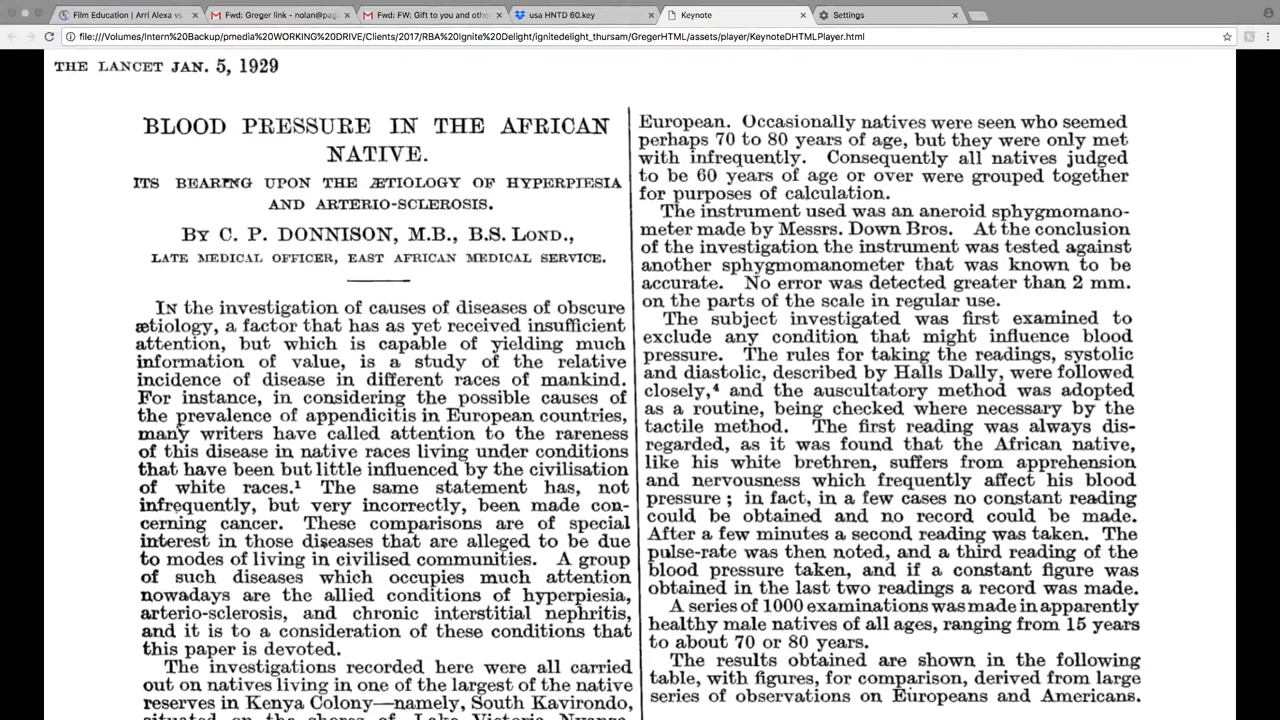 Film Education | Arri Alexa vs.
Fwd: Greger link - nolan@pag
Fwd: FW: Gift to you and othe
usa HNTD 60.key
Keynote
Settings
file:///Volumes/Intern%20Backup/pmedia%20WORKING%20DRIVE/Clients/2017/RBA%20Ignite%20Delight/ignitedelight_thursam/GregerHTML/assets/player/KeynoteDHTMLPlayer.html
THE LANCET JAN. 5, 1929
BLOOD PRESSURE IN THE AFRICAN
NATIVE.
ITS BEARING UPON THE ÆTIOLOGY OF HYPERPIESIA
AND ARTERIO-SCLEROSIS.
BY C. P. DONNISON, M.B., B.S. LOND.,
LATE MEDICAL OFFICER, EAST AFRICAN MEDICAL SERVICE.
IN the investigation of causes of diseases of obscure
ætiology, a factor that has as yet received insufficient
attention, but which is capable of yielding much
information of value, is a study of the relative
incidence of disease in different races of mankind.
For instance, in considering the possible causes of
the prevalence of appendicitis in European countries,
many writers have called attention to the rareness
of this disease in native races living under conditions
that have been but little influenced by the civilisation
of white races.¹ The same statement has, not
infrequently, but very incorrectly, been made con-
cerning cancer. These comparisons are of special
interest in those diseases that are alleged to be due
to modes of living in civilised communities. A group
of such diseases which occupies much attention
nowadays are the allied conditions of hyperpiesia,
arterio-sclerosis, and chronic interstitial nephritis,
and it is to a consideration of these conditions that
this paper is devoted.
The investigations recorded here were all carried
out on natives living in one of the largest of the native
reserves in Kenya Colony—namely, South Kavirondo,
situated on the shores of Lake Victoria Nyanza,
European. Occasionally natives were seen who seemed
perhaps 70 to 80 years of age, but they were only met
with infrequently. Consequently all natives judged
to be 60 years of age or over were grouped together
for purposes of calculation.
The instrument used was an aneroid sphygmomano-
meter made by Messrs. Down Bros. At the conclusion
of the investigation the instrument was tested against
another sphygmomanometer that was known to be
accurate. No error was detected greater than 2 mm.
on the parts of the scale in regular use.
The subject investigated was first examined to
exclude any condition that might influence blood
pressure. The rules for taking the readings, systolic
and diastolic, described by Halls Dally, were followed
closely,⁴ and the auscultatory method was adopted
as a routine, being checked where necessary by the
tactile method. The first reading was always dis-
regarded, as it was found that the African native,
like his white brethren, suffers from apprehension
and nervousness which frequently affect his blood
pressure ; in fact, in a few cases no constant reading
could be obtained and no record could be made.
After a few minutes a second reading was taken. The
pulse-rate was then noted, and a third reading of the
blood pressure taken, and if a constant figure was
obtained in the last two readings a record was made.
A series of 1000 examinations was made in apparently
healthy male natives of all ages, ranging from 15 years
to about 70 or 80 years.
The results obtained are shown in the following
table, with figures, for comparison, derived from large
series of observations on Europeans and Americans.